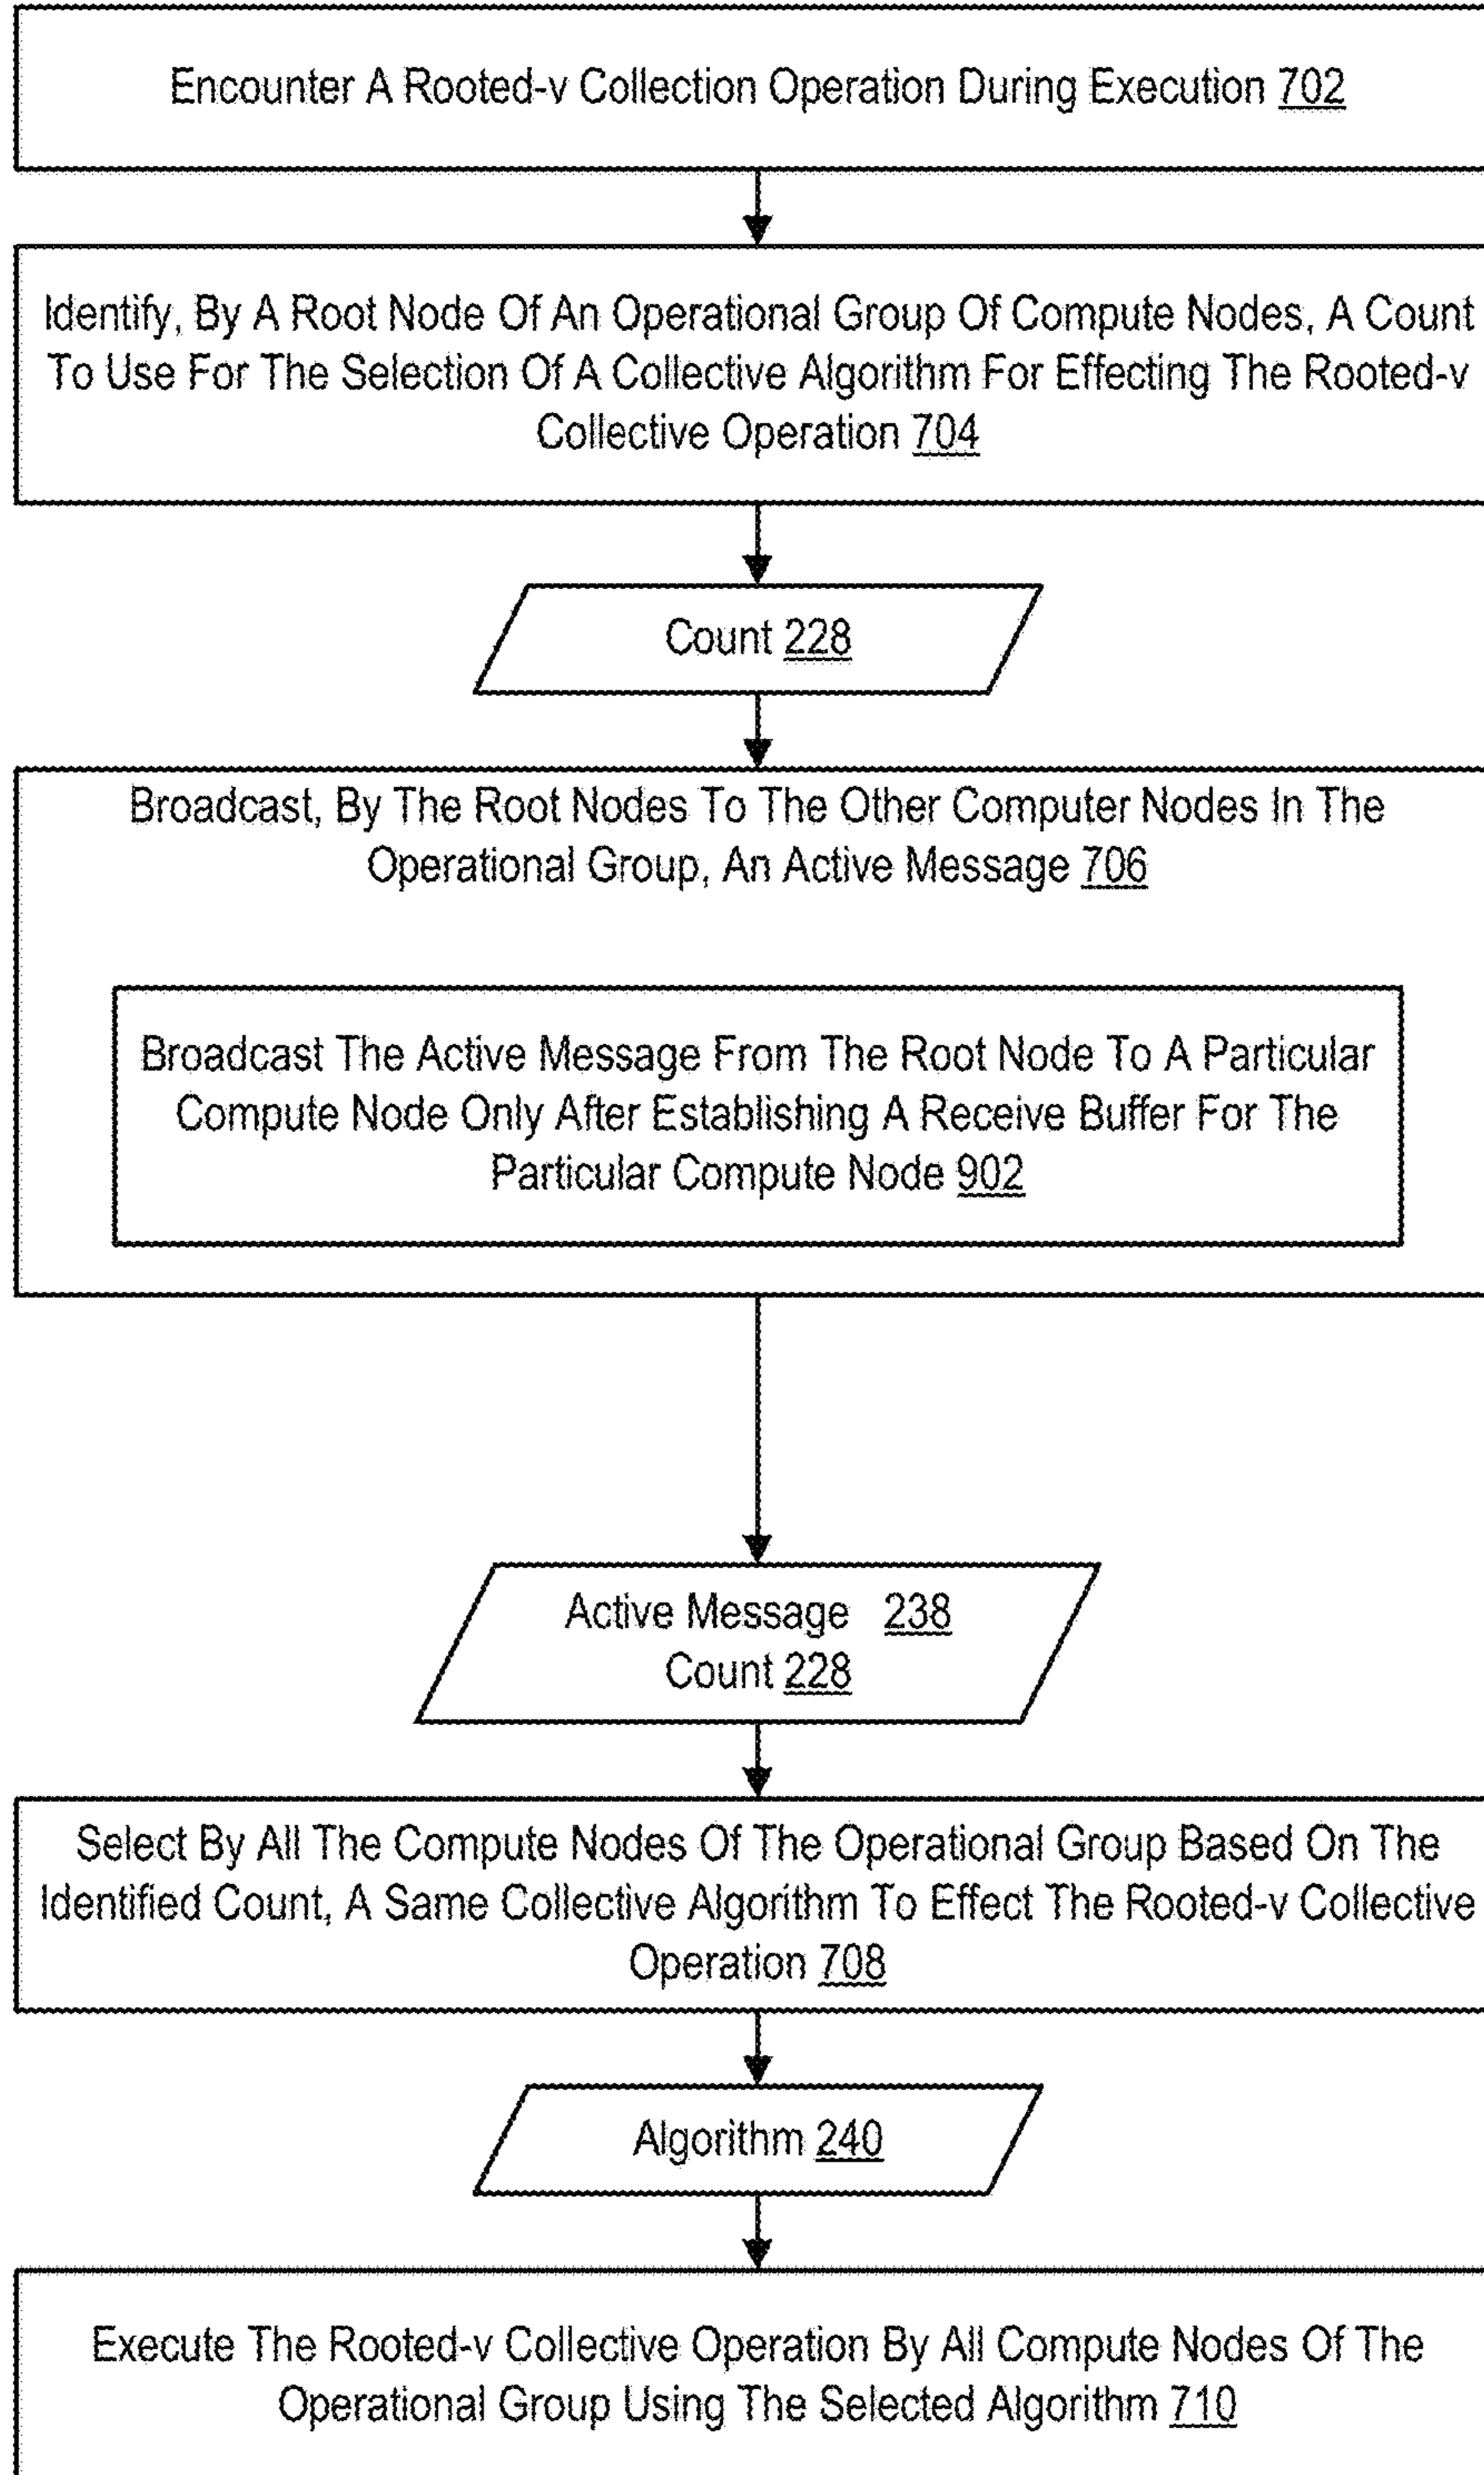 Encounter A Rooted-v Collection Operation During Execution 702
Identify, By A Root Node Of An Operational Group Of Compute Nodes, A Count
To Use For The Selection Of A Collective Algorithm For Effecting The Rooted-v
Collective Operation 704
Count 228
Broadcast, By The Root Nodes To The Other Computer Nodes In The
Operational Group, An Active Message 706
Broadcast The Active Message From The Root Node To A Particular
Compute Node Only After Establishing A Receive Buffer For The
Particular Compute Node 902
Active Message 238
Count 228
Select By All The Compute Nodes Of The Operational Group Based On The
Identified Count, A Same Collective Algorithm To Effect The Rooted-v Collective
Operation 708
Algorithm 240
Execute The Rooted-v Collective Operation By All Compute Nodes Of The
Operational Group Using The Selected Algorithm 710